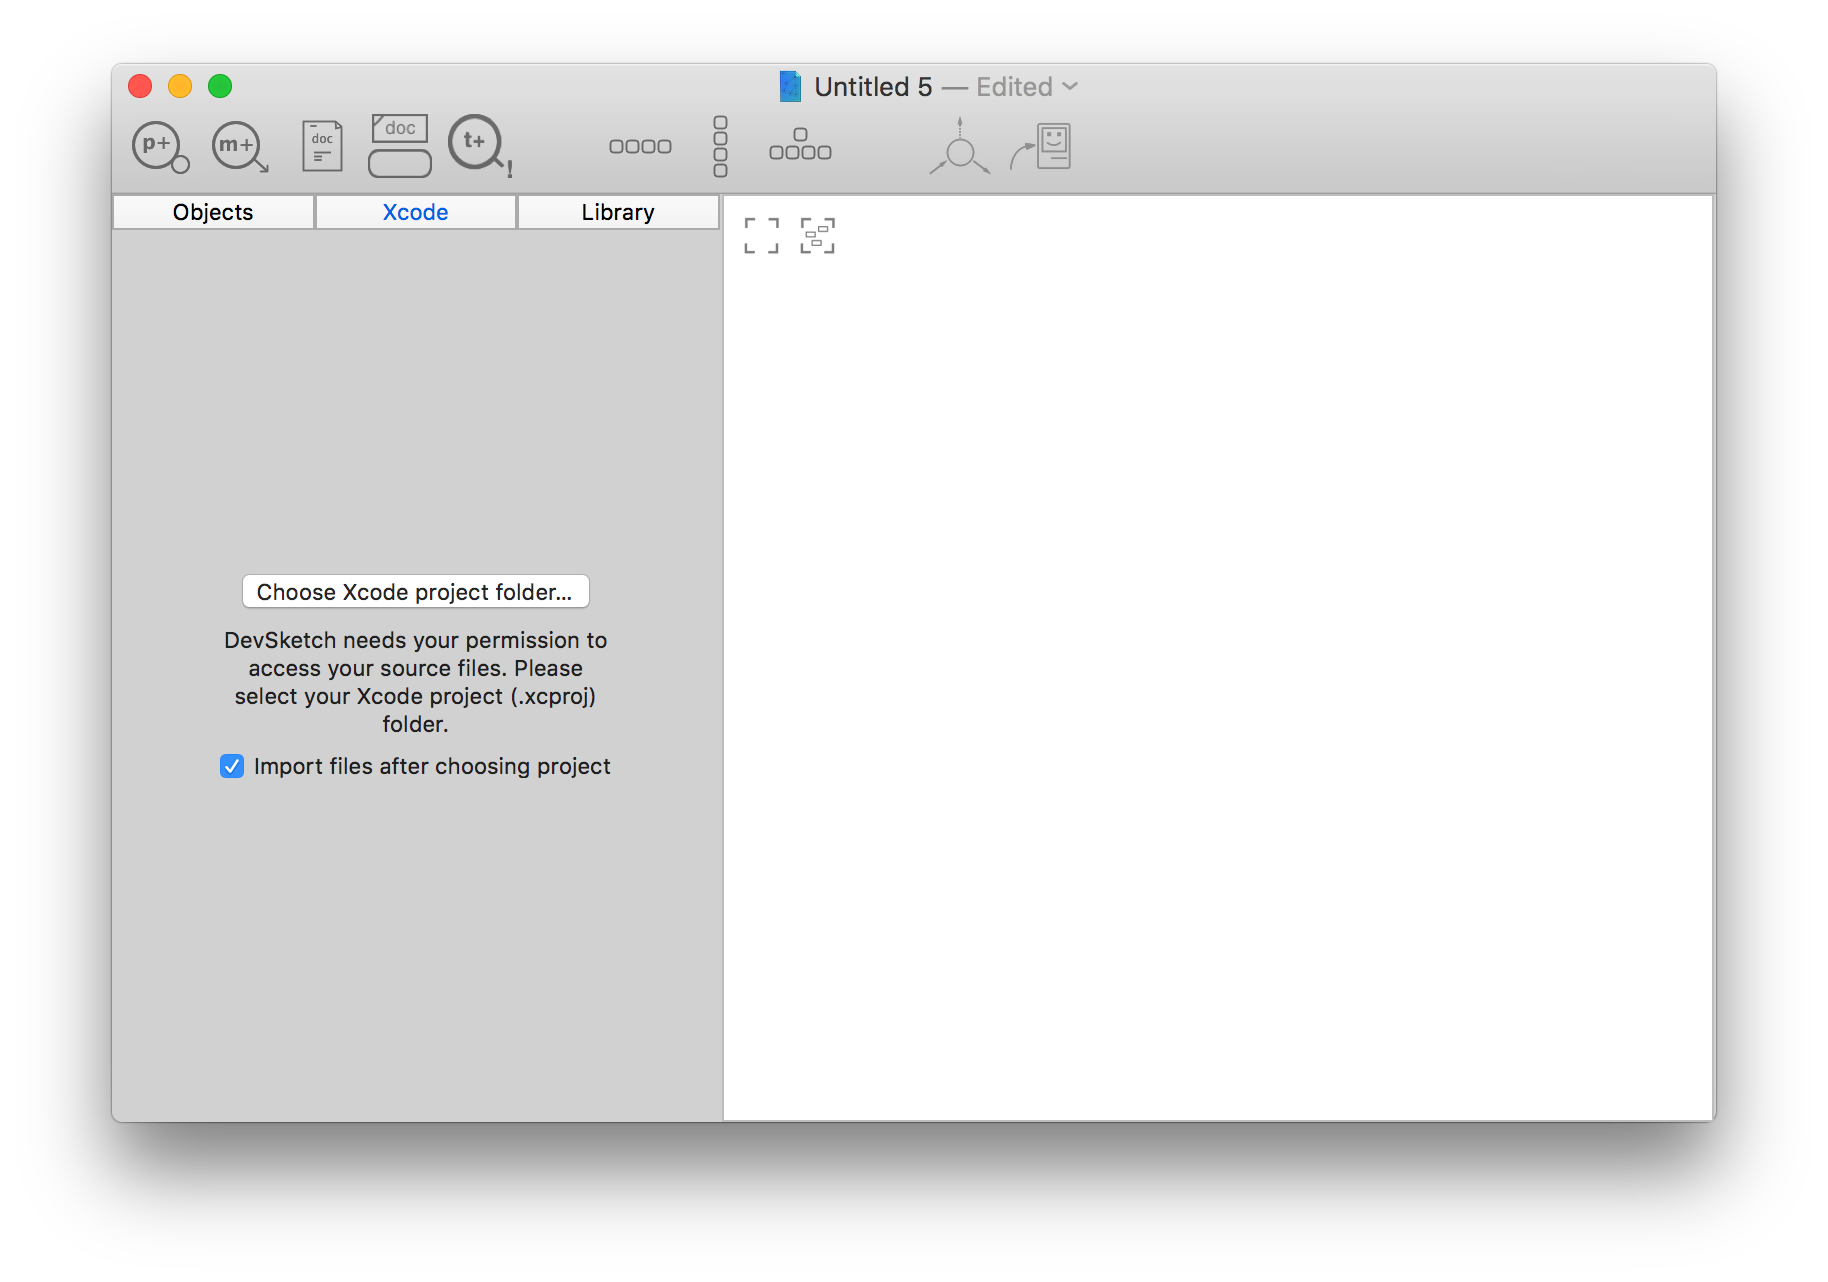 Untitled 5 — Edited
p+ m+ doc doc t+ !
Objects Xcode Library
Choose Xcode project folder...
DevSketch needs your permission to
access your source files. Please
select your Xcode project (.xcproj)
folder.
Import files after choosing project